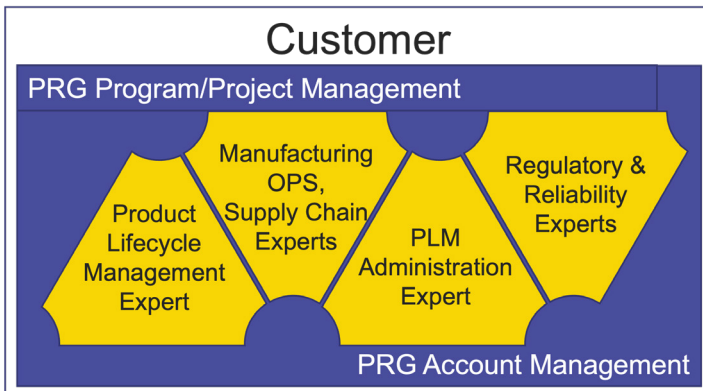 Customer
PRG Program/Project Management
Product
Lifecycle
Management
Expert
Manufacturing
OPS,
Supply Chain
Experts
PLM
Administration
Expert
Regulatory &
Reliability
Experts
PRG Account Management